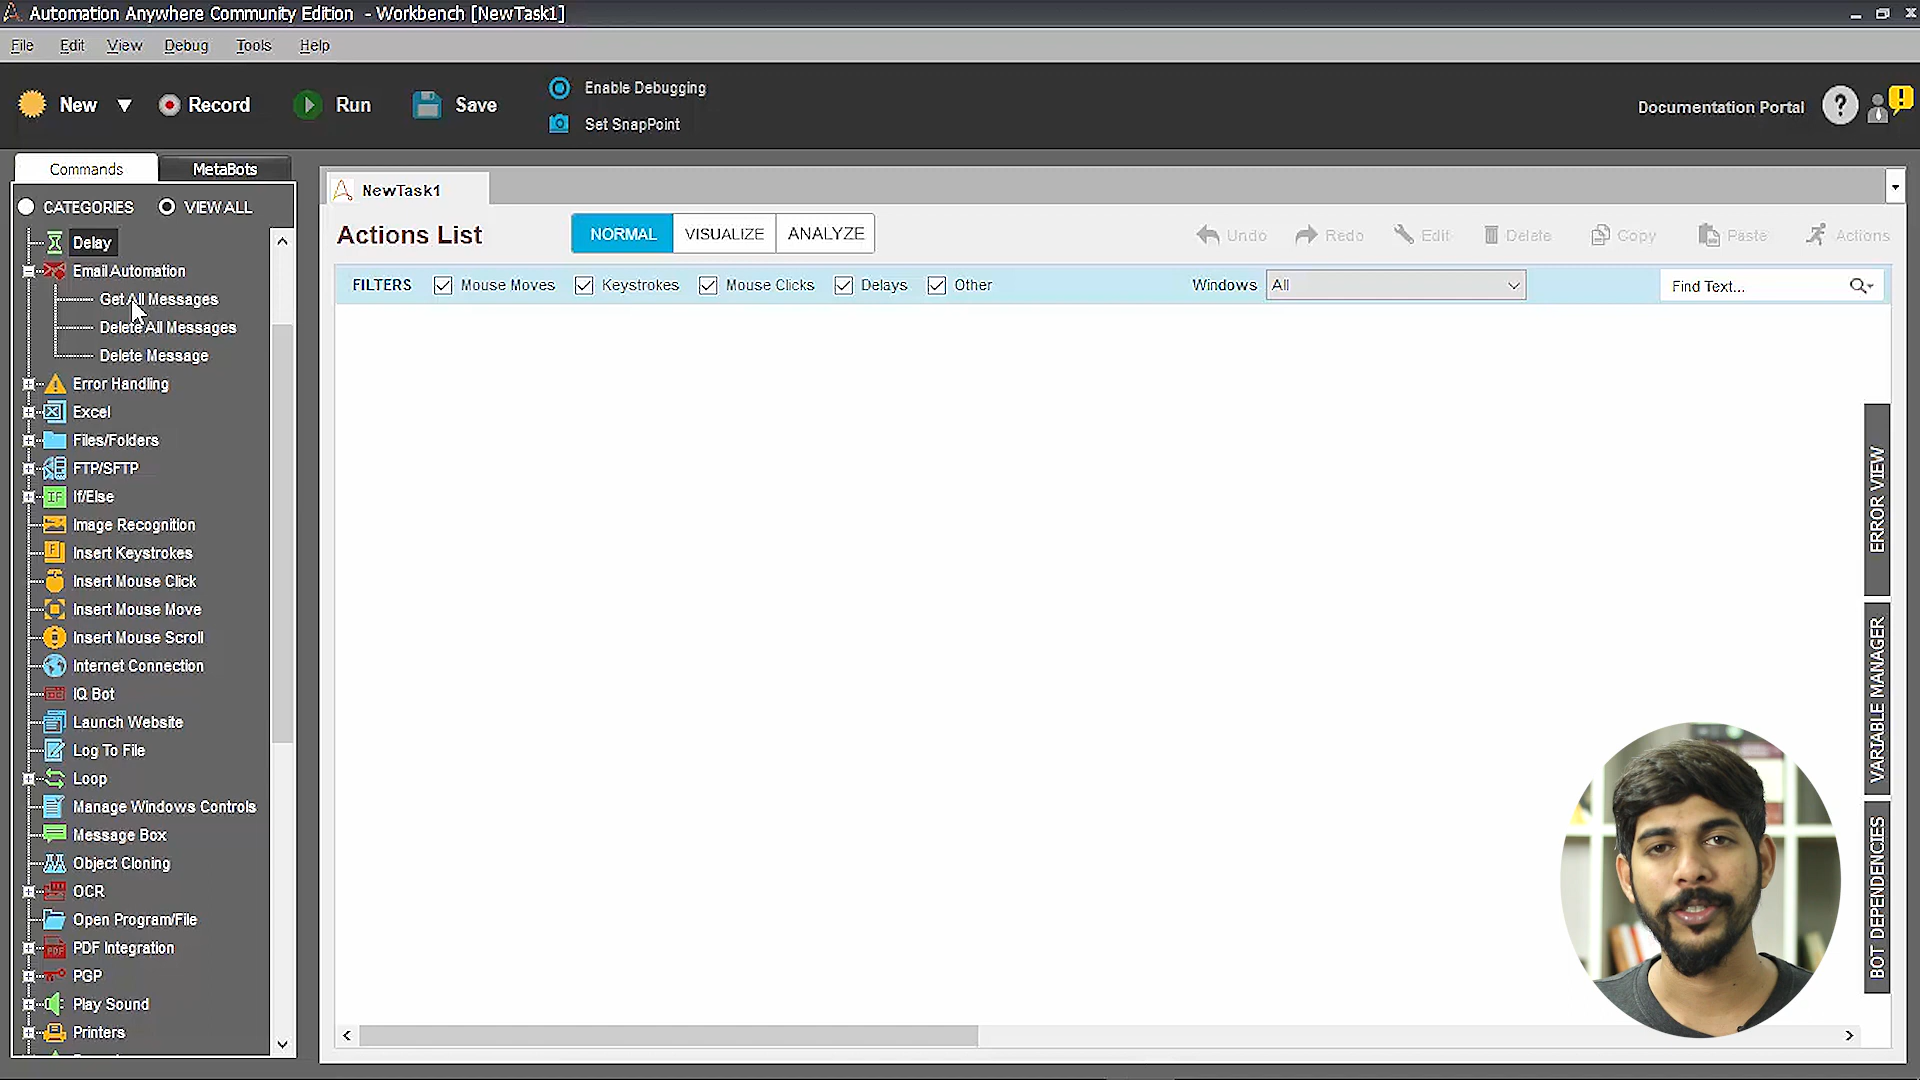 Automation Anywhere Community Edition - Workbench [NewTask1]
File Edit View Debug Tools Help
New Record Run Save
Enable Debugging
Set SnapPoint
Documentation Portal
Commands MetaBots
CATEGORIES VIEW ALL
Delay
Email Automation
Get All Messages
Delete All Messages
Delete Message
Error Handling
Excel
Files/Folders
FTP/SFTP
If/Else
Image Recognition
Insert Keystrokes
Insert Mouse Click
Insert Mouse Move
Insert Mouse Scroll
Internet Connection
IQ Bot
Launch Website
Log To File
Loop
Manage Windows Controls
Message Box
Object Cloning
OCR
Open Program/File
PDF Integration
PGP
Play Sound
Printers
NewTask1
Actions List
NORMAL VISUALIZE ANALYZE
Undo Redo Edit Delete Copy Paste Actions
FILTERS Mouse Moves Keystrokes Mouse Clicks Delays Other
Windows All
Find Text...
ERROR VIEW
VARIABLE MANAGER
BOT DEPENDENCIES